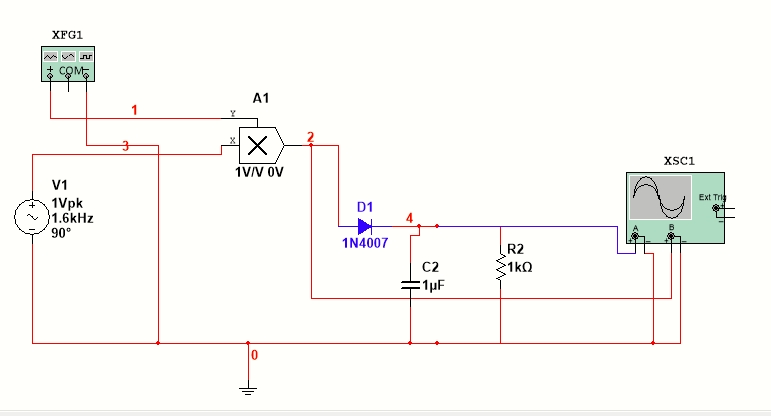 XFG1
+ COM −
1
A1
Y
X
3
2
1V/V 0V
V1
1Vpk
1.6kHz
90°
D1
1N4007
4
C2
1µF
R2
1kΩ
XSC1
Ext Trig
+
−
A
B
+ − + −
0